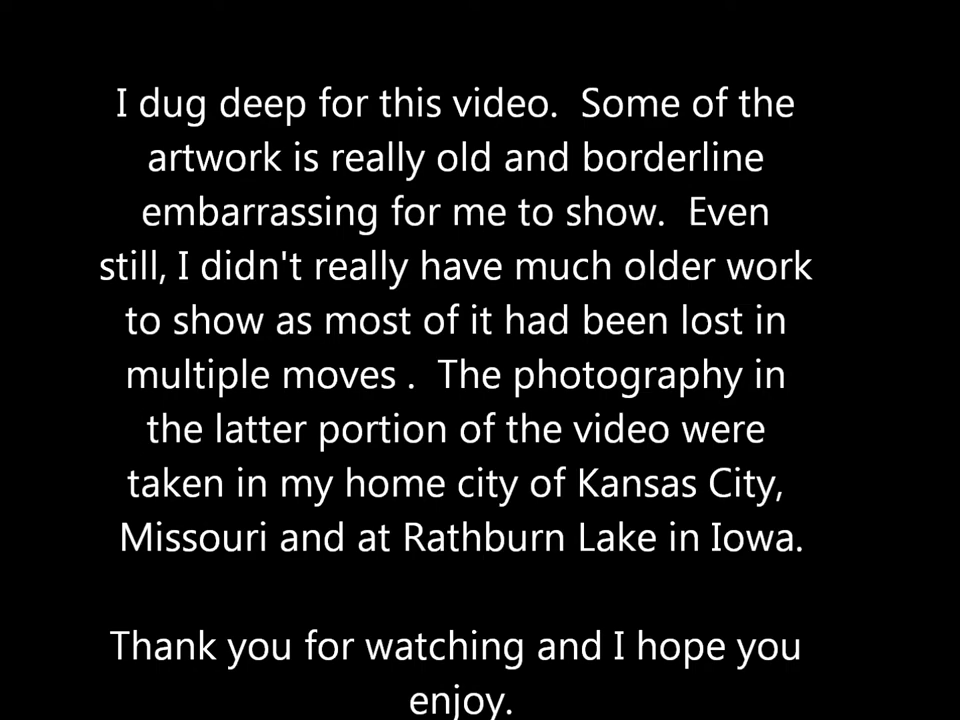 I dug deep for this video.  Some of the
artwork is really old and borderline
embarrassing for me to show.  Even
still, I didn't really have much older work
to show as most of it had been lost in
multiple moves .  The photography in
the latter portion of the video were
taken in my home city of Kansas City,
Missouri and at Rathburn Lake in Iowa.
Thank you for watching and I hope you
enjoy.